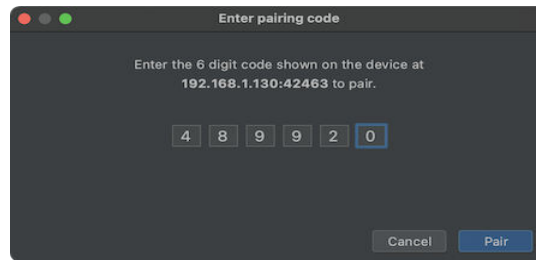 Enter pairing code
Enter the 6 digit code shown on the device at
192.168.1.130:42463 to pair.
4 8 9 9 2 0
Cancel Pair